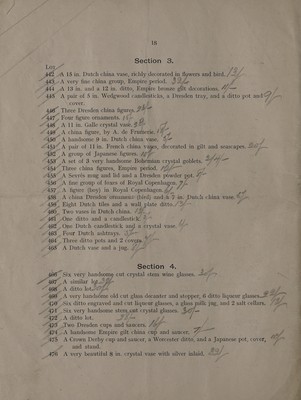 18
Section 3.
Lot
442 A 15 in. Dutch china vase, richly decorated in flowers and bird,
443 A very fine china group, Empire period.
444 A 13 in. and a 12 in. ditto, Empire bronze gilt decorations.
445 A pair of 5 in. Wedgwood candlesticks, a Dresden tray, and a ditto pot and
cover.
446 Three Dresden china figures.
447 Four figure ornaments.
448 A 11 in. Galle crystal vase.
449 A china figure, by A. de
450 A handsome 8 in. Dutch china vase.
451 A pair of 11 in. French china vases, decorated in gilt and seascapes.
452 A group of Japanese figures.
453 A set of 3 very handsome Bohemian crystal goblets.
454 Three china figures, Empire period.
455 A Sevres mug and lid and a Dresden powder pot.
456 A fine group of fauns of Royal Copenhagen.
457 A figure (boy) in Royal Copenhagen.
458 A china Dresden ornament (bird) and a 5 in. Dutch china vase.
459 Eight Dutch tiles and a wall plate ditto.
460 Two vases in Dutch china.
461 One ditto and a candlestick
462 One Dutch candlestick and a crystal vase
463 Four Dutch ashtrays.
464 Three ditto pots and 2 covers.
465 A Dutch vase and a jug.
Section 4.
466 Six very handsome cut crystal stem wine glasses.
467 A similar lot
468 A ditto lot.
469 A very handsome old cut glass decanter and stopper, 6 ditto liqueur glasses.
470 Six ditto engraved and cut liqueur glasses, a glass milk jug, and 2 salt cellars.
471 Six very handsome stem cut crystal glasses.
472 A ditto lot.
473 Two Dresden cups and saucers.
474 A handsome Empire gilt china cup and saucer.
475 A Crown Derby cup and saucer, a Worcester ditto, and a Japanese pot, cover,
and stand.
476 A very beautiful 8 in. crystal vase with silver inlaid.